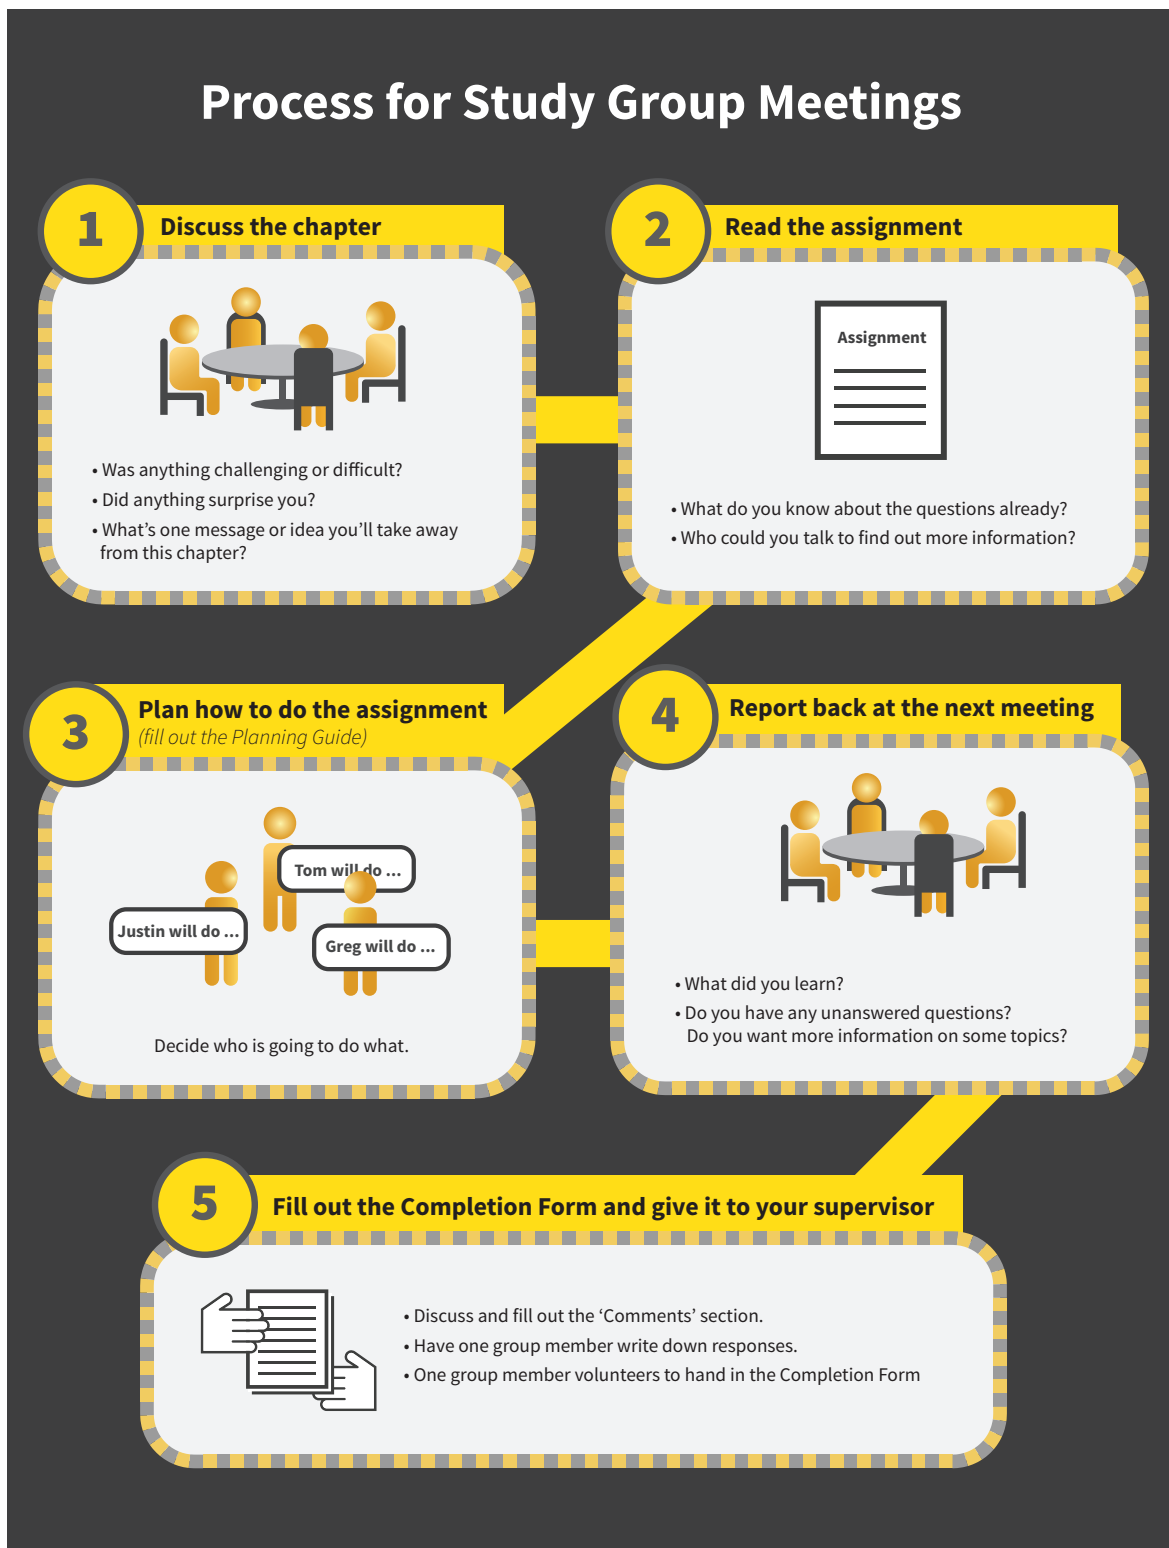 Process for Study Group Meetings
1
Discuss the chapter
• Was anything challenging or difficult?
• Did anything surprise you?
• What’s one message or idea you’ll take away
from this chapter?
2
Read the assignment
Assignment
• What do you know about the questions already?
• Who could you talk to find out more information?
3
Plan how to do the assignment
(fill out the Planning Guide)
Tom will do ...
Justin will do ...
Greg will do ...
Decide who is going to do what.
4
Report back at the next meeting
• What did you learn?
• Do you have any unanswered questions?
Do you want more information on some topics?
5
Fill out the Completion Form and give it to your supervisor
• Discuss and fill out the ‘Comments’ section.
• Have one group member write down responses.
• One group member volunteers to hand in the Completion Form